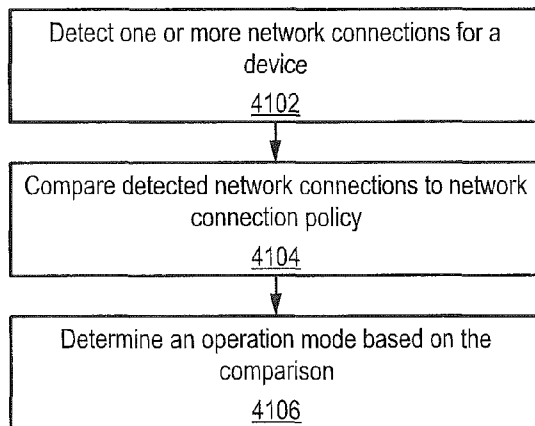 Detect one or more network connections for a
device
4102
Compare detected network connections to network
connection policy
4104
Determine an operation mode based on the
comparison
4106